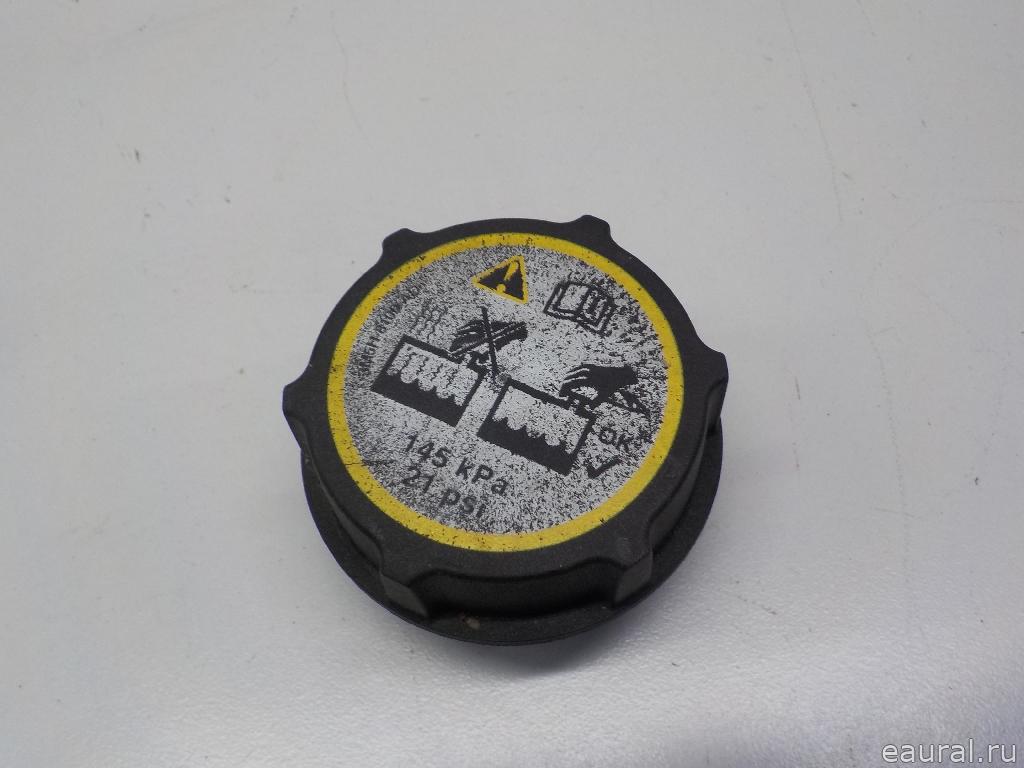 OK
145 kPa
21 psi
eaural.ru